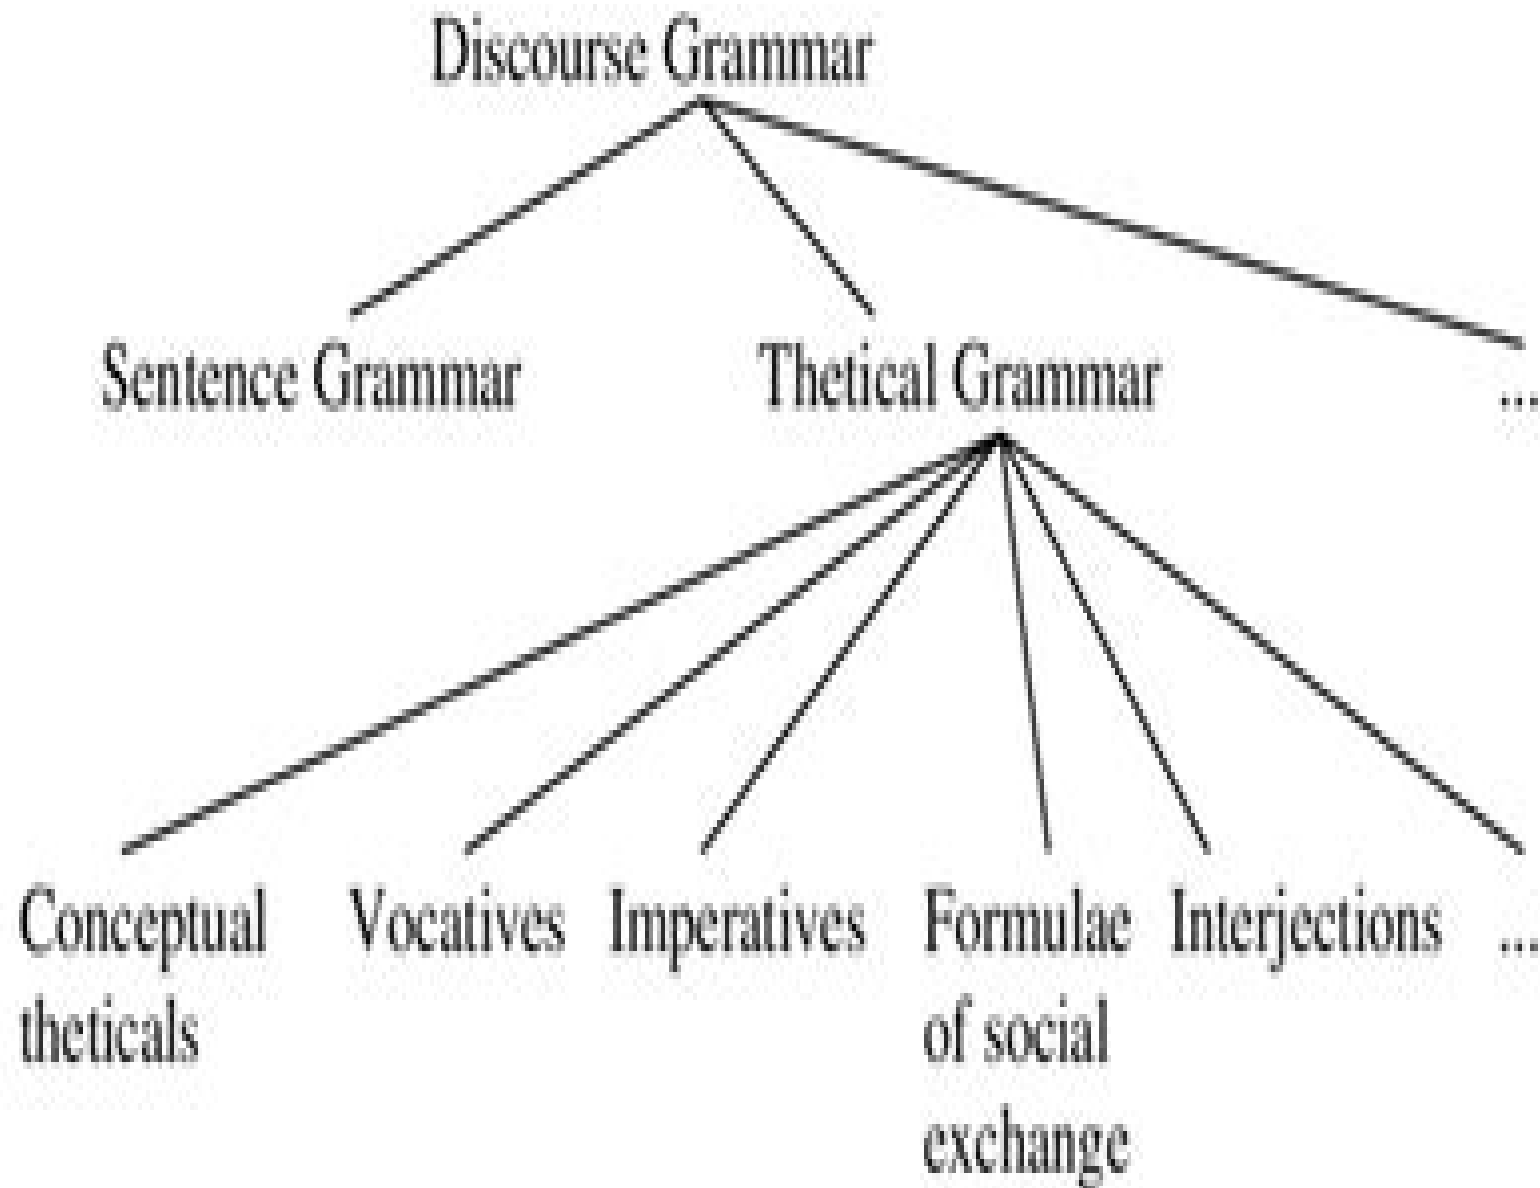 Discourse Grammar
Sentence Grammar Thetical Grammar ...
Conceptual Vocatives Imperatives Formulae Interjections ...
theticals of social
exchange